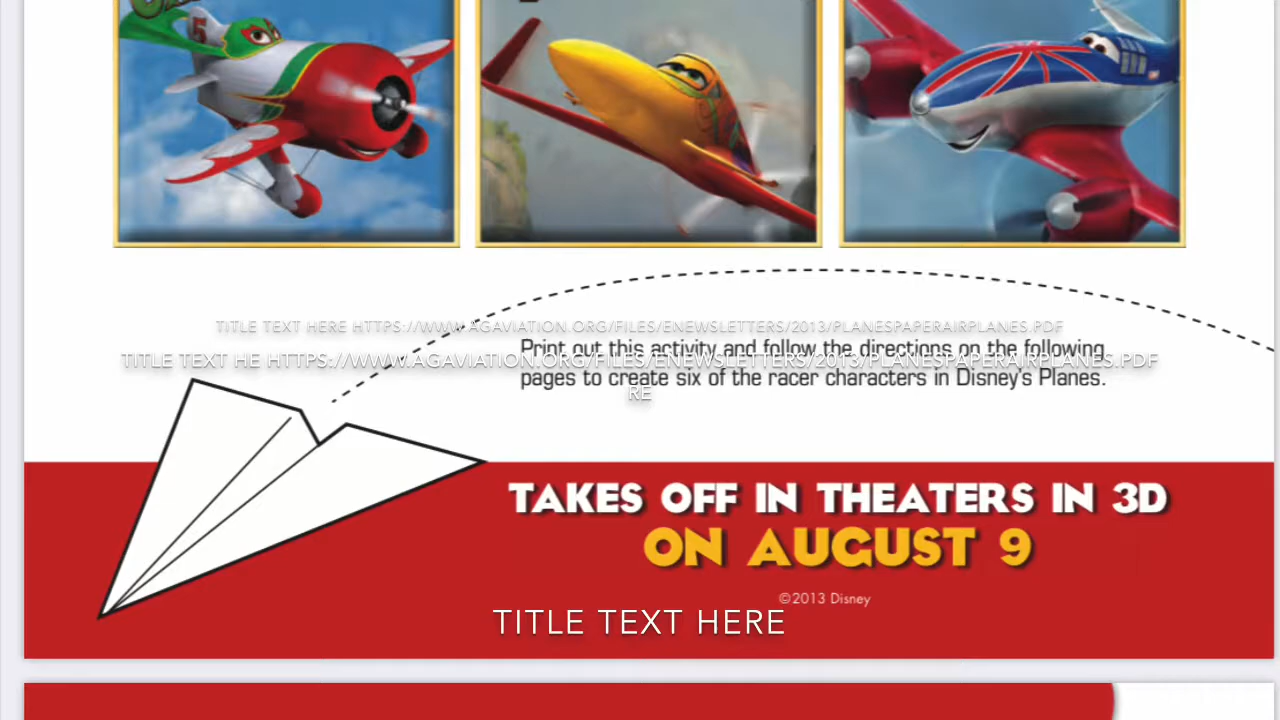 5
TITLE TEXT HERE HTTPS://WWW.AGAVIATION.ORG/FILES/ENEWSLETTERS/2013/PLANESPAPERAIRPLANES.PDF
Print out this activity and follow the directions on the following
TITLE TEXT HE HTTPS://WWW.AGAVIATION.ORG/FILES/ENEWSLETTERS/2013/PLANESPAPERAIRPLANES.PDF
pages to create six of the racer characters in Disney's Planes.
RE
TAKES OFF IN THEATERS IN 3D
ON AUGUST 9
©2013 Disney
TITLE TEXT HERE